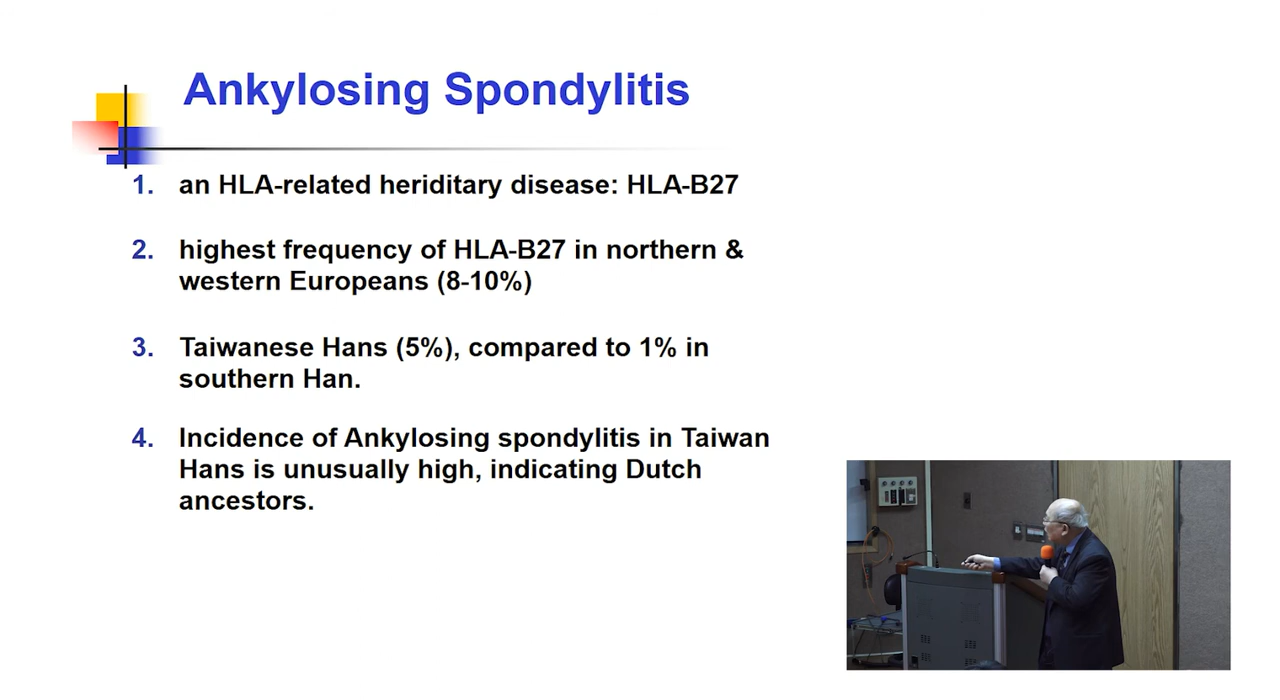 Ankylosing Spondylitis
1. an HLA-related heriditary disease: HLA-B27
2. highest frequency of HLA-B27 in northern &
western Europeans (8-10%)
3. Taiwanese Hans (5%), compared to 1% in
southern Han.
4. Incidence of Ankylosing spondylitis in Taiwan
Hans is unusually high, indicating Dutch
ancestors.